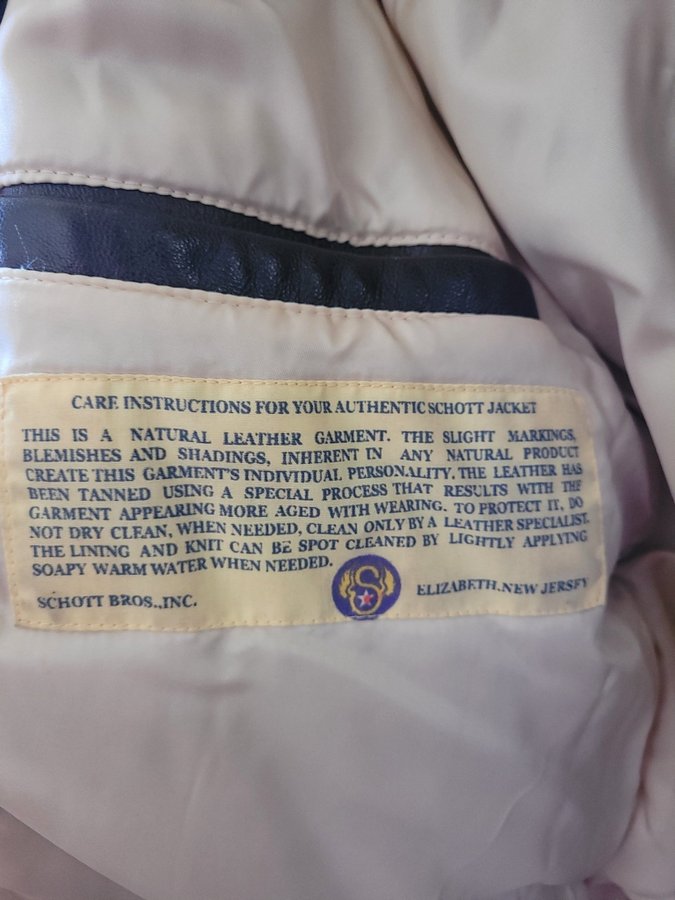 CARE INSTRUCTIONS FOR YOUR AUTHENTIC SCHOTT JACKET
THIS IS A NATURAL LEATHER GARMENT. THE SLIGHT MARKINGS,
BLEMISHES AND SHADINGS, INHERENT IN ANY NATURAL PRODUCT
CREATE THIS GARMENT'S INDIVIDUAL PERSONALITY. THE LEATHER HAS
BEEN TANNED USING A SPECIAL PROCESS THAT RESULTS WITH THE
GARMENT APPEARING MORE AGED WITH WEARING. TO PROTECT IT, DO
NOT DRY CLEAN, WHEN NEEDED, CLEAN ONLY BY A LEATHER SPECIALIST.
THE LINING AND KNIT CAN BE SPOT CLEANED BY LIGHTLY APPLYING
SOAPY WARM WATER WHEN NEEDED.
SCHOTT BROS., INC. S ELIZABETH, NEW JERSEY